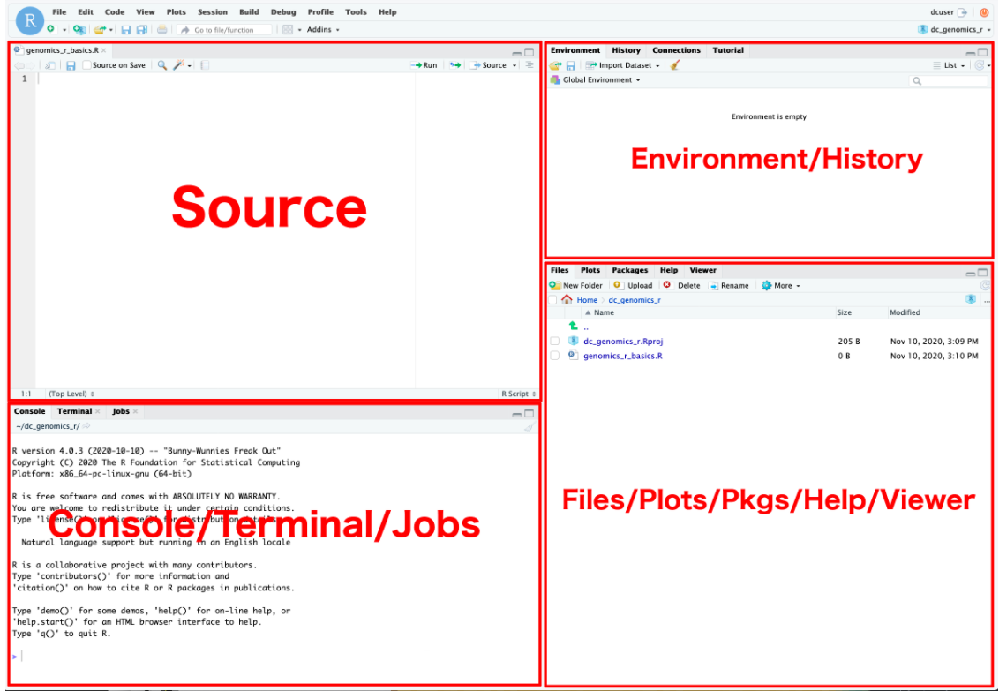 R File Edit Code View Plots Session Build Debug Profile Tools Help dcuser
Go to file/function Addins dc_genomics_r
genomics_r_basics.R
Source on Save Run Source
1
Source
1:1 (Top Level) R Script
Environment History Connections Tutorial
Import Dataset List
Global Environment
Environment is empty
Environment/History
Console Terminal Jobs
~/dc_genomics_r/
R version 4.0.3 (2020-10-10) -- "Bunny-Wunnies Freak Out"
Copyright (C) 2020 The R Foundation for Statistical Computing
Platform: x86_64-pc-linux-gnu (64-bit)
R is free software and comes with ABSOLUTELY NO WARRANTY.
You are welcome to redistribute it under certain conditions.
Type 'license()' or 'licence()' for distribution details.
Console/Terminal/Jobs
Natural language support but running in an English locale
R is a collaborative project with many contributors.
Type 'contributors()' for more information and
'citation()' on how to cite R or R packages in publications.
Type 'demo()' for some demos, 'help()' for on-line help, or
'help.start()' for an HTML browser interface to help.
Type 'q()' to quit R.
>
Files Plots Packages Help Viewer
New Folder Upload Delete Rename More
Home dc_genomics_r ...
Name Size Modified
..
dc_genomics_r.Rproj 205 B Nov 10, 2020, 3:09 PM
genomics_r_basics.R 0 B Nov 10, 2020, 3:10 PM
Files/Plots/Pkgs/Help/Viewer